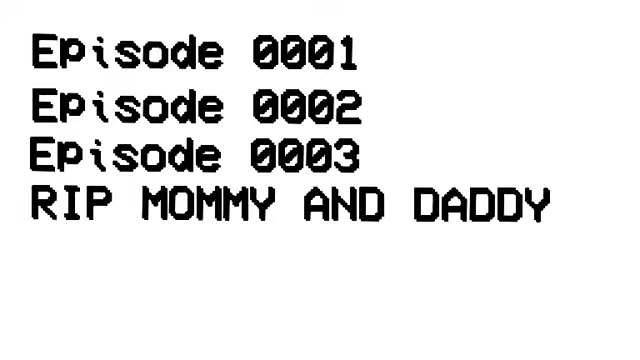 Episode 0001
Episode 0002
Episode 0003
RIP MOMMY AND DADDY